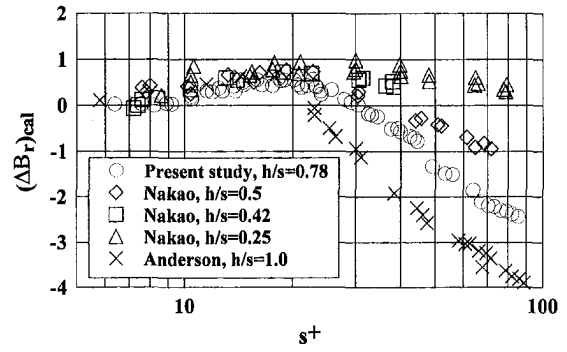 2
1
0
-1
-2
-3
-4
(ΔBr)cal
Present study, h/s=0.78
Nakao, h/s=0.5
Nakao, h/s=0.42
Nakao, h/s=0.25
Anderson, h/s=1.0
10
100
s+